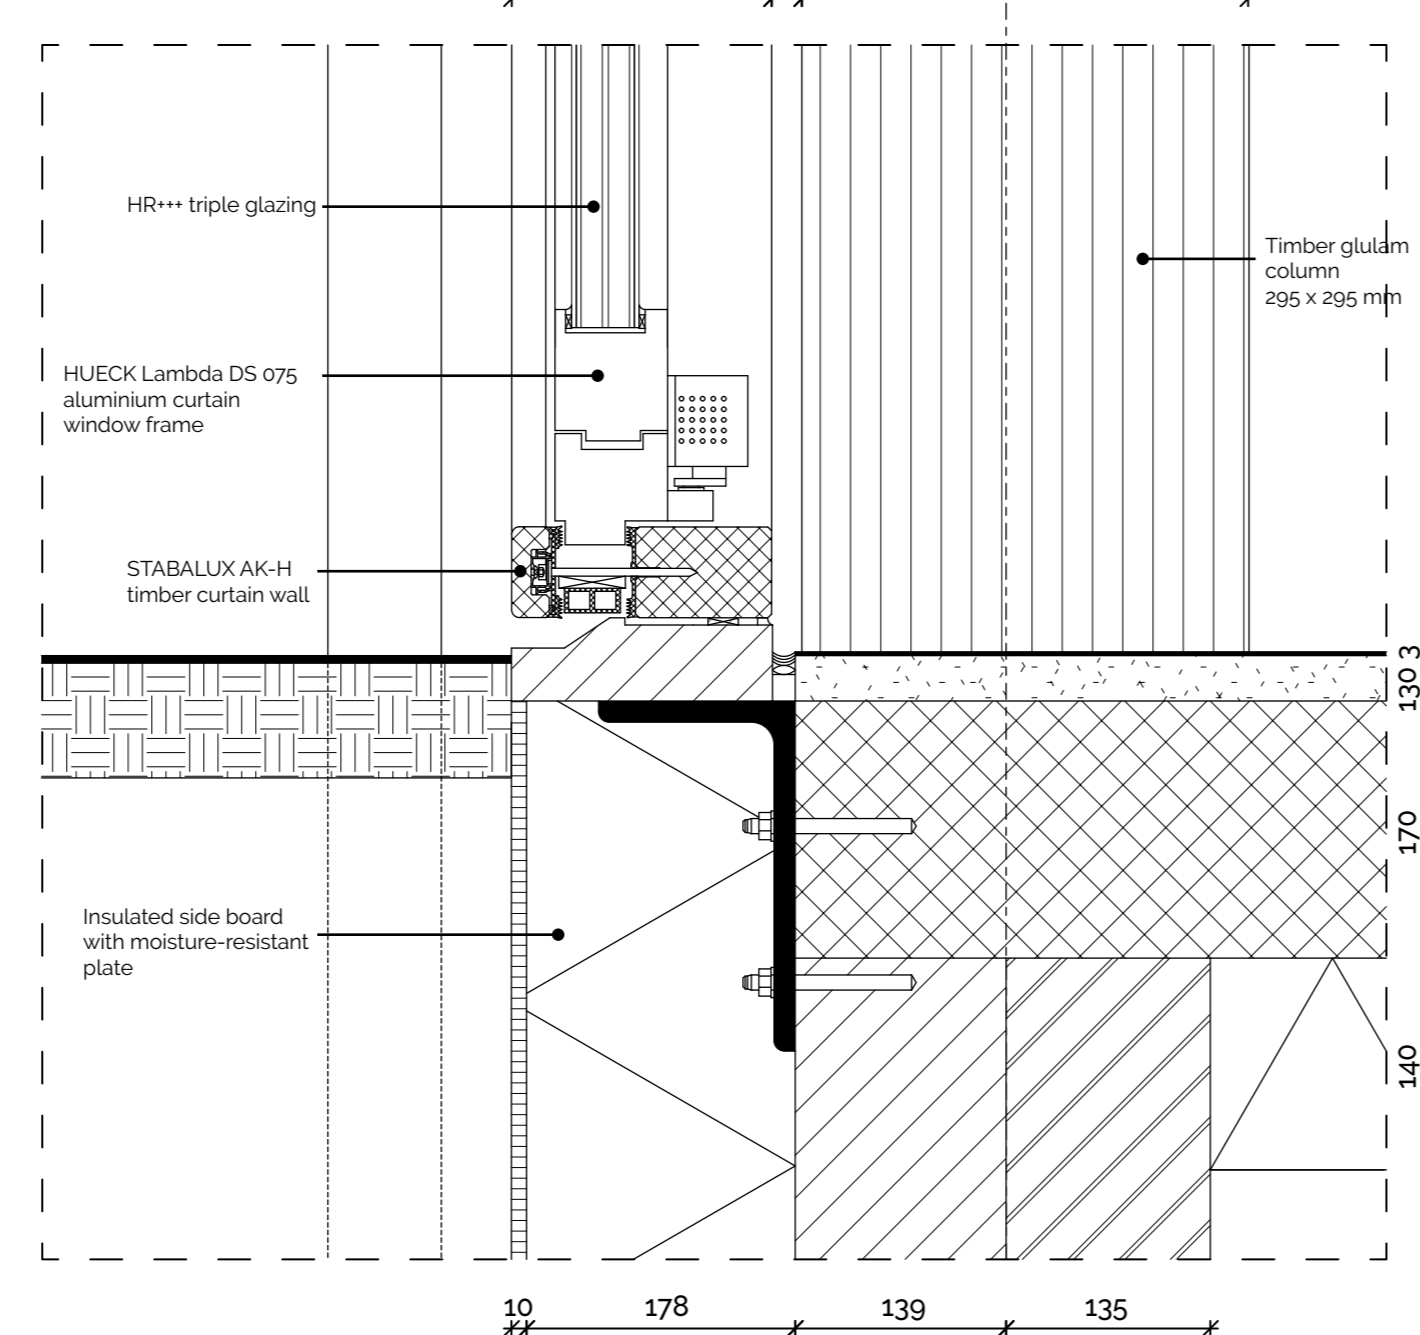 HR+++ triple glazing
Timber glulam
column
295 x 295 mm
HUECK Lambda DS 075
aluminium curtain
window frame
STABALUX AK-H
timber curtain wall
3
130
170
Insulated side board
with moisture-resistant
plate
140
10 178 139 135